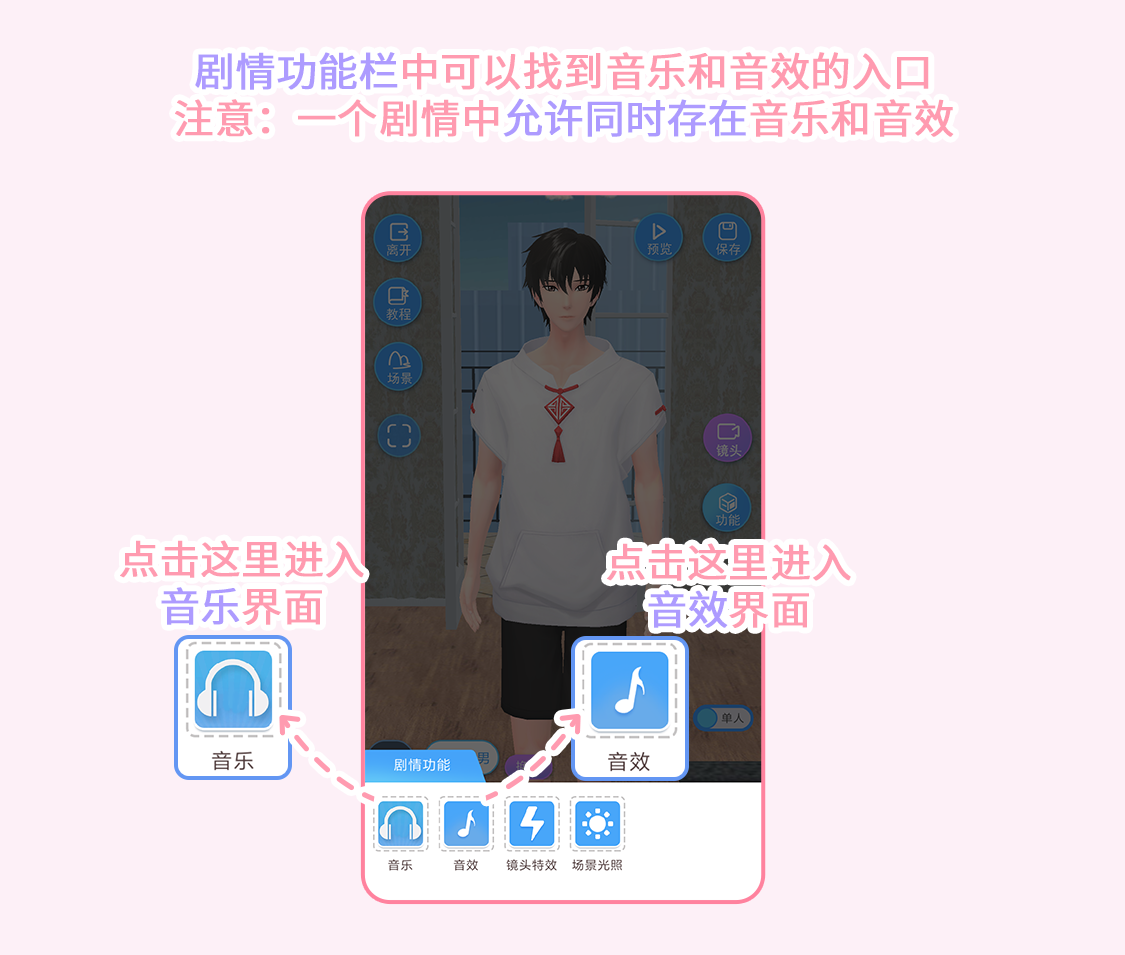 剧情功能栏中可以找到音乐和音效的入口
注意：一个剧情中允许同时存在音乐和音效
离开
预览
保存
教程
场景
镜头
功能
点击这里进入
音乐界面
点击这里进入
音效界面
音乐
音效
单人
男
剧情功能
音乐
音效
镜头特效
场景光照